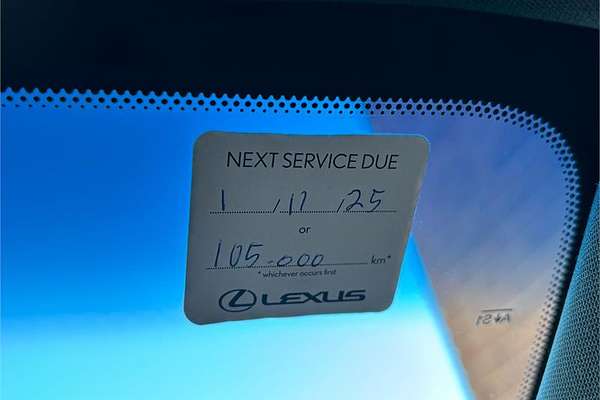 NEXT SERVICE DUE
1 / 11 / 25
or
105-000 km*
* whichever occurs first
LEXUS